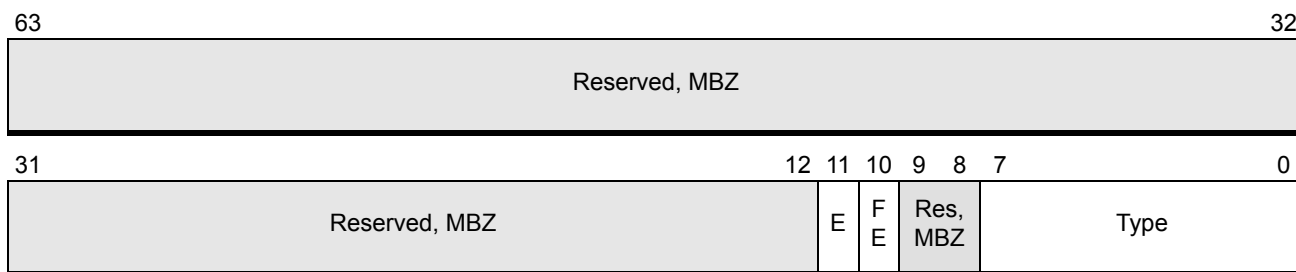 63 32
Reserved, MBZ
31 12 11 10 9 8 7 0
Reserved, MBZ E F E Res, MBZ Type